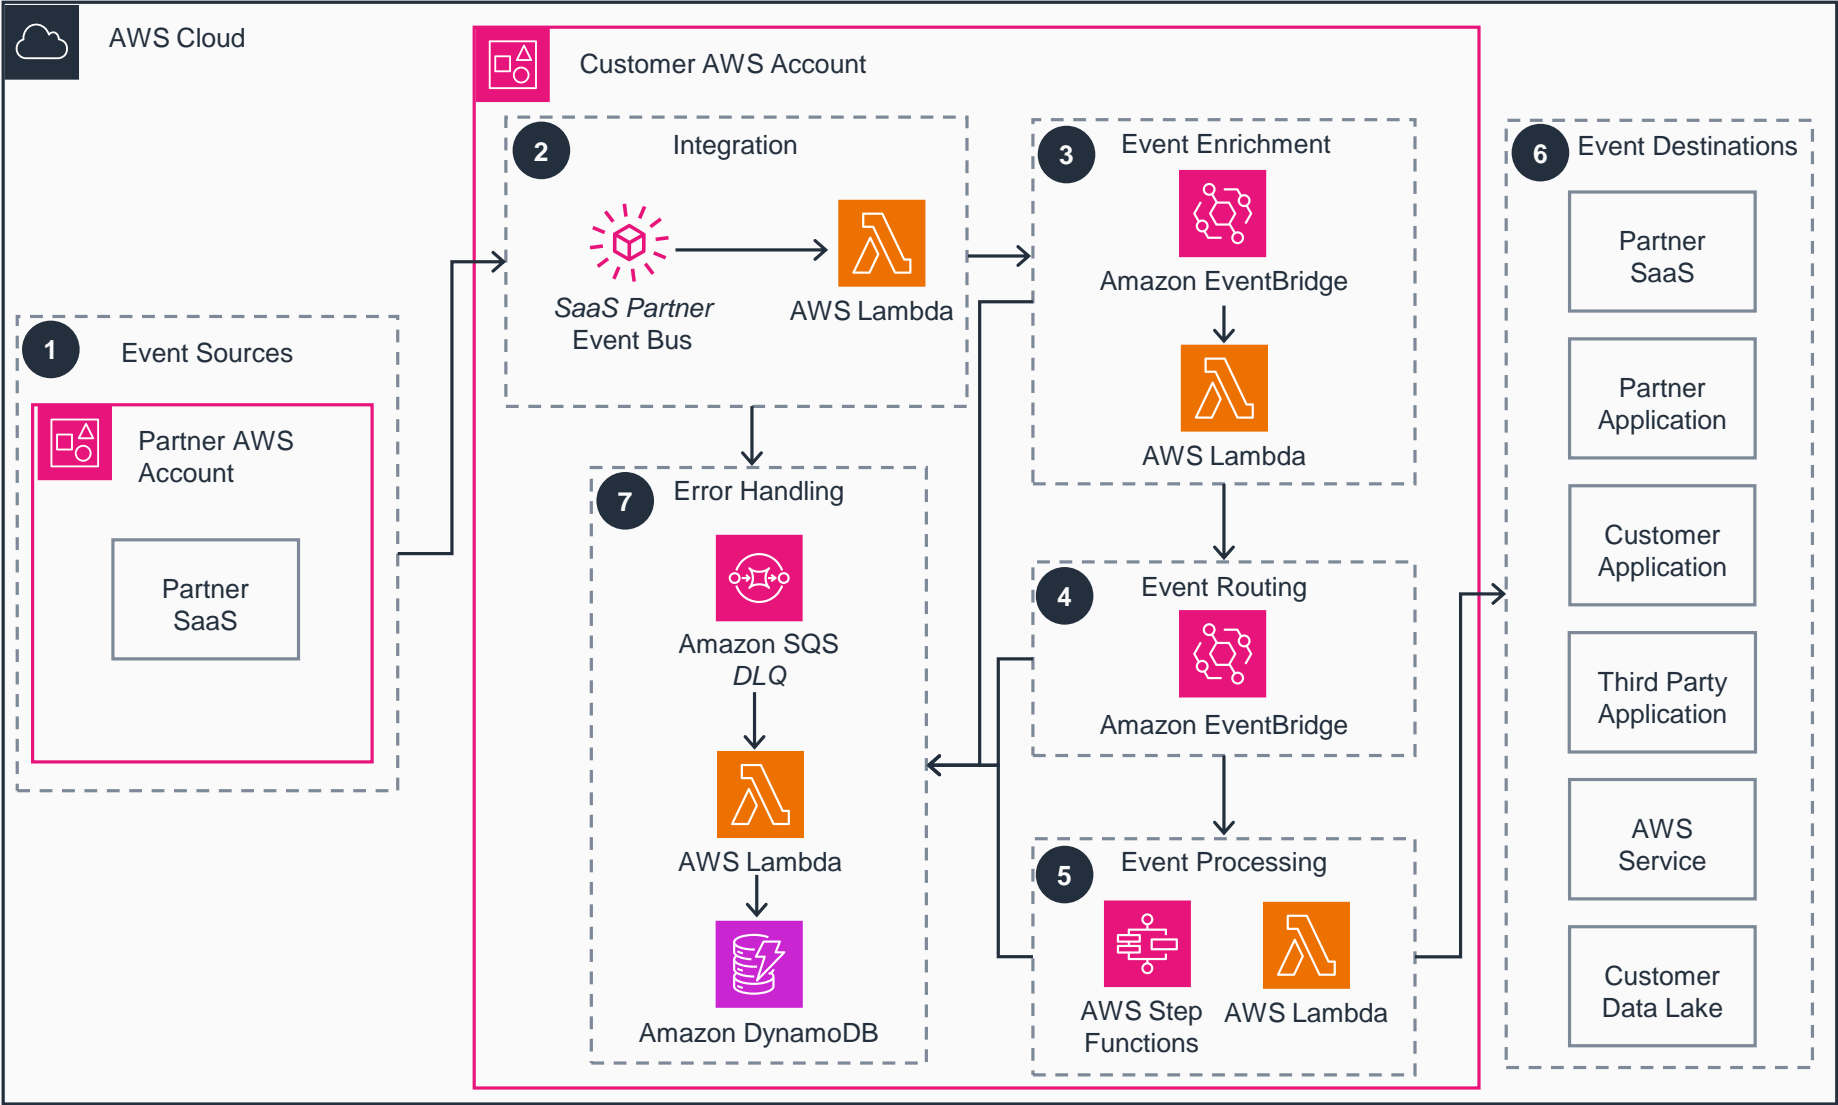 AWS Cloud
Customer AWS Account
1
Event Sources
Partner AWS
Account
Partner
SaaS
2
Integration
SaaS Partner
Event Bus
AWS Lambda
3
Event Enrichment
Amazon EventBridge
AWS Lambda
4
Event Routing
Amazon EventBridge
5
Event Processing
AWS Step
Functions
AWS Lambda
6
Event Destinations
Partner
SaaS
Partner
Application
Customer
Application
Third Party
Application
AWS
Service
Customer
Data Lake
7
Error Handling
Amazon SQS
DLQ
AWS Lambda
Amazon DynamoDB